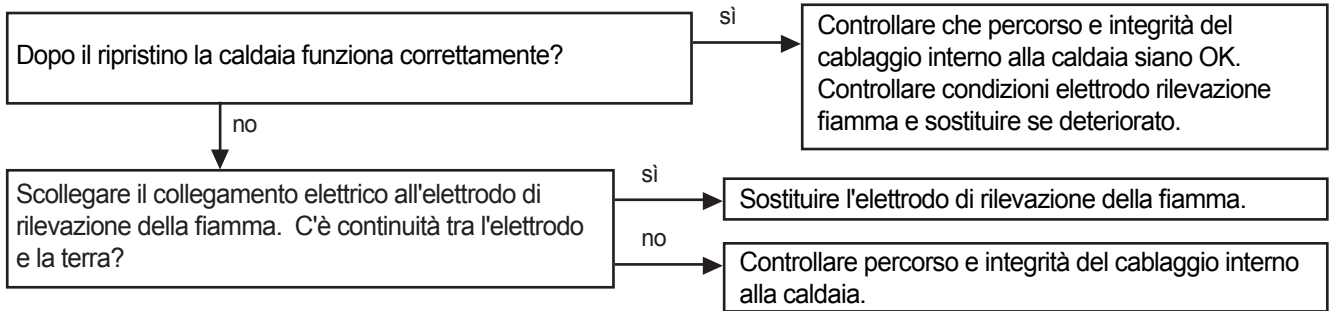 Dopo il ripristino la caldaia funziona correttamente?
sì
Controllare che percorso e integrità del
cablaggio interno alla caldaia siano OK.
Controllare condizioni elettrodo rilevazione
fiamma e sostituire se deteriorato.
no
Scollegare il collegamento elettrico all'elettrodo di
rilevazione della fiamma.  C'è continuità tra l'elettrodo
e la terra?
sì
Sostituire l'elettrodo di rilevazione della fiamma.
no
Controllare percorso e integrità del cablaggio interno
alla caldaia.